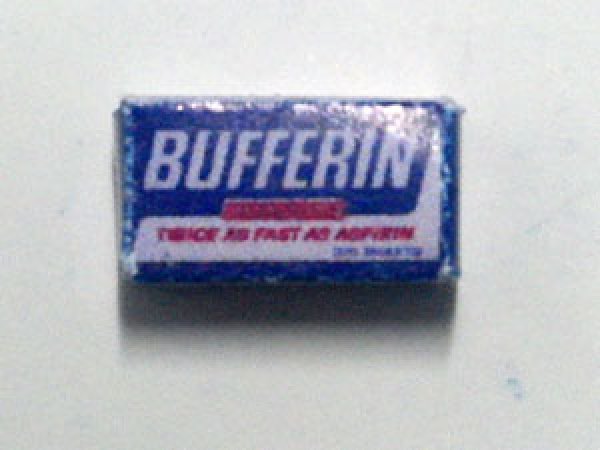 BUFFERIN
TWICE AS FAST AS ASPIRIN